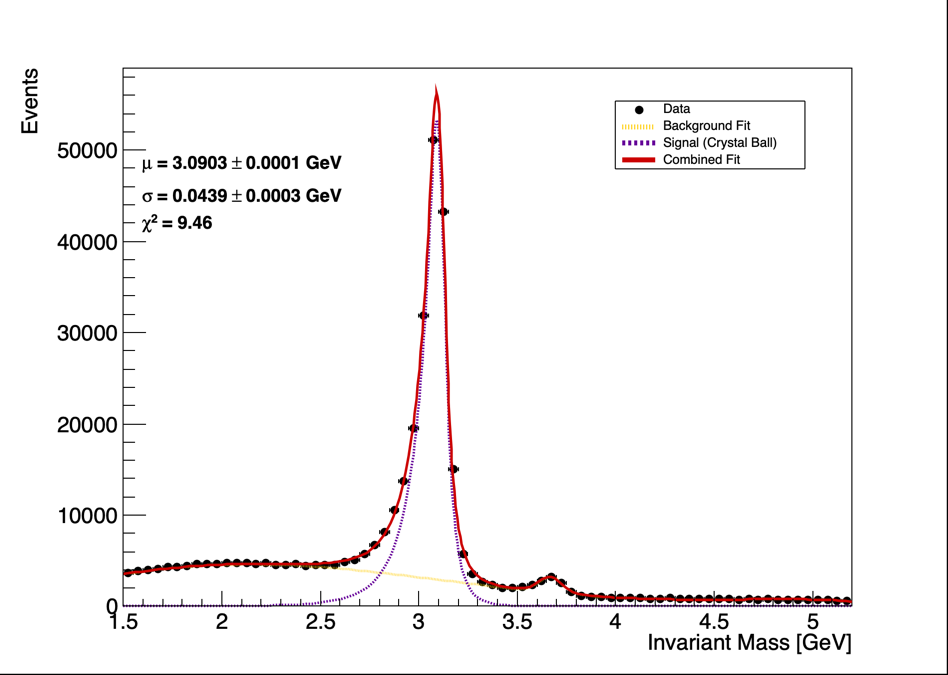 Events
50000
40000
30000
20000
10000
0
μ = 3.0903 ± 0.0001 GeV
σ = 0.0439 ± 0.0003 GeV
χ² = 9.46
Data
Background Fit
Signal (Crystal Ball)
Combined Fit
1.5 2 2.5 3 3.5 4 4.5 5
Invariant Mass [GeV]